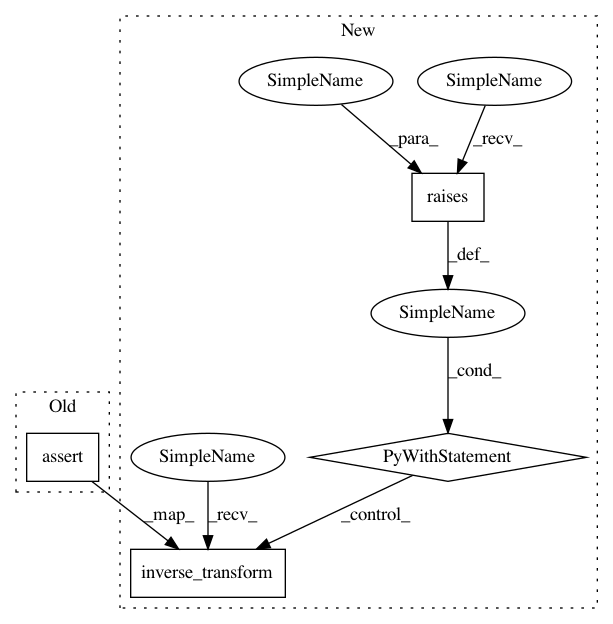 New
SimpleName
SimpleName
_para_
_recv_
raises
_def_
SimpleName
_cond_
Old
assert
SimpleName
PyWithStatement
_map_
_recv_
_control_
inverse_transform